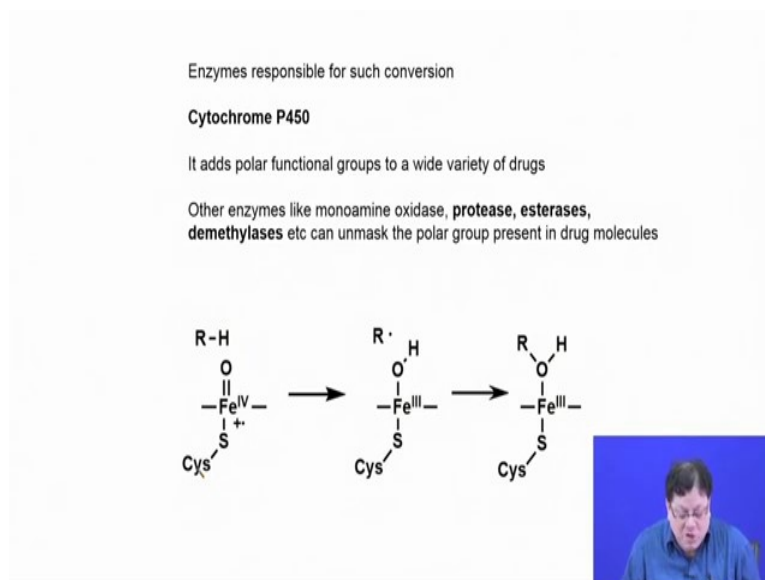 Enzymes responsible for such conversion
Cytochrome P450
It adds polar functional groups to a wide variety of drugs
Other enzymes like monoamine oxidase, protease, esterases,
demethylases etc can unmask the polar group present in drug molecules
R-H R· H R H
O O O
—Fe^IV— —Fe^III— —Fe^III—
+·
S S S
Cys Cys Cys